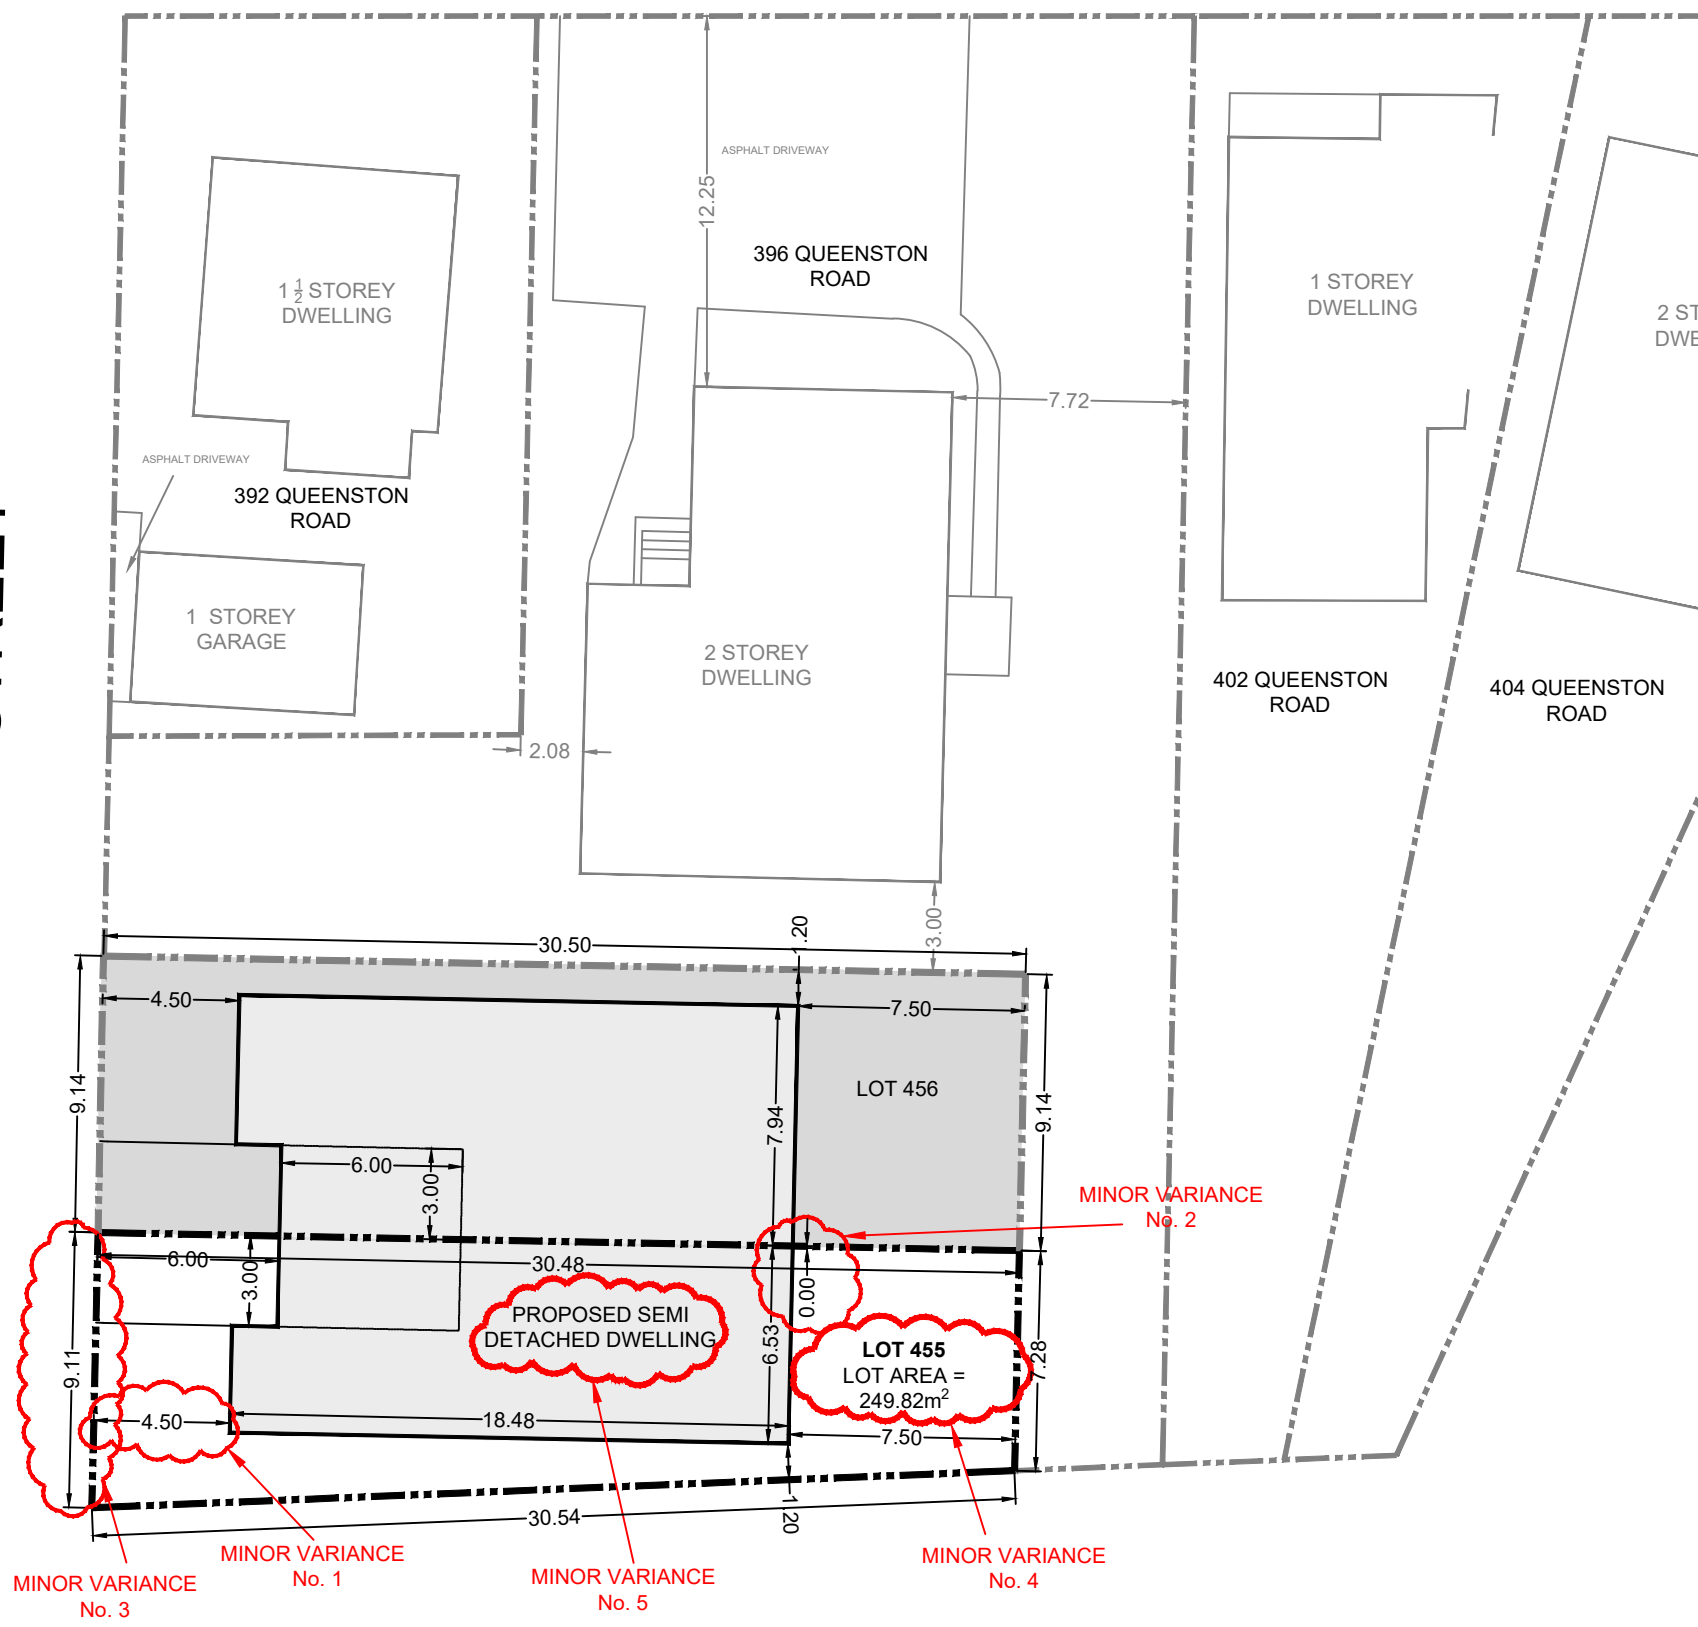 ASPHALT DRIVEWAY
12.25
396 QUEENSTON
ROAD
1 1/2 STOREY
DWELLING
1 STOREY
DWELLING
7.72
ASPHALT DRIVEWAY
392 QUEENSTON
ROAD
1 STOREY
GARAGE
2 STOREY
DWELLING
402 QUEENSTON
ROAD
404 QUEENSTON
ROAD
2.08
3.00
1.20
30.50
4.50
7.50
9.14
7.94
LOT 456
9.14
6.00
3.00
MINOR VARIANCE
No. 2
6.00
3.00
30.48
0.00
PROPOSED SEMI
DETACHED DWELLING
6.53
LOT 455
LOT AREA =
249.82m²
7.28
9.11
4.50
18.48
7.50
30.54
1.20
MINOR VARIANCE
No. 3
MINOR VARIANCE
No. 1
MINOR VARIANCE
No. 5
MINOR VARIANCE
No. 4